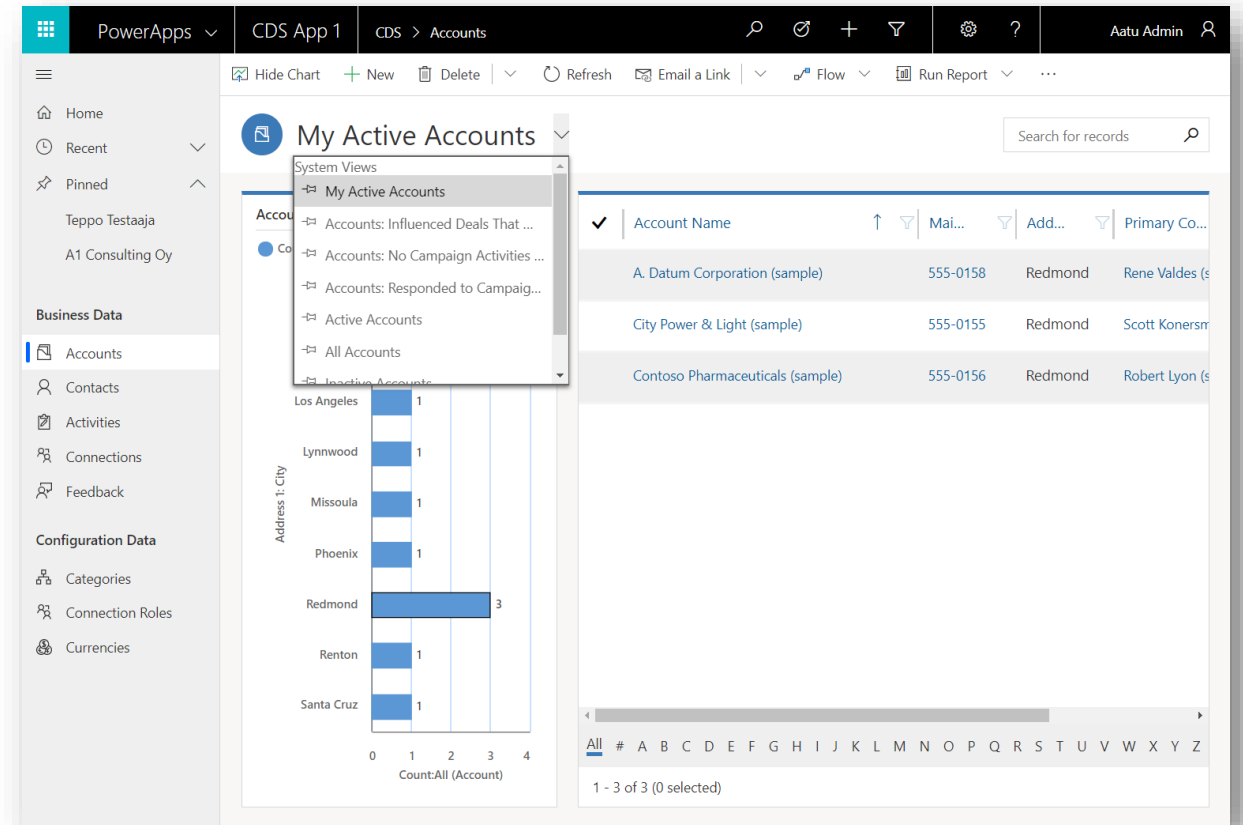 PowerApps CDS App 1 CDS > Accounts Aatu Admin
Hide Chart New Delete Refresh Email a Link Flow Run Report ...
Home
Recent
Pinned
Teppo Testaaja
A1 Consulting Oy
Business Data
Accounts
Contacts
Activities
Connections
Feedback
Configuration Data
Categories
Connection Roles
Currencies
My Active Accounts
Search for records
System Views
My Active Accounts
Accounts: Influenced Deals That ...
Accounts: No Campaign Activities ...
Accounts: Responded to Campaig...
Active Accounts
All Accounts
Inactive Accounts
Accou
Co
Address 1: City
Los Angeles 1
Lynnwood 1
Missoula 1
Phoenix 1
Redmond 3
Renton 1
Santa Cruz 1
0 1 2 3 4
Count:All (Account)
Account Name Mai... Add... Primary Co...
A. Datum Corporation (sample) 555-0158 Redmond Rene Valdes (s
City Power & Light (sample) 555-0155 Redmond Scott Konersm
Contoso Pharmaceuticals (sample) 555-0156 Redmond Robert Lyon (s
All # A B C D E F G H I J K L M N O P Q R S T U V W X Y Z
1 - 3 of 3 (0 selected)